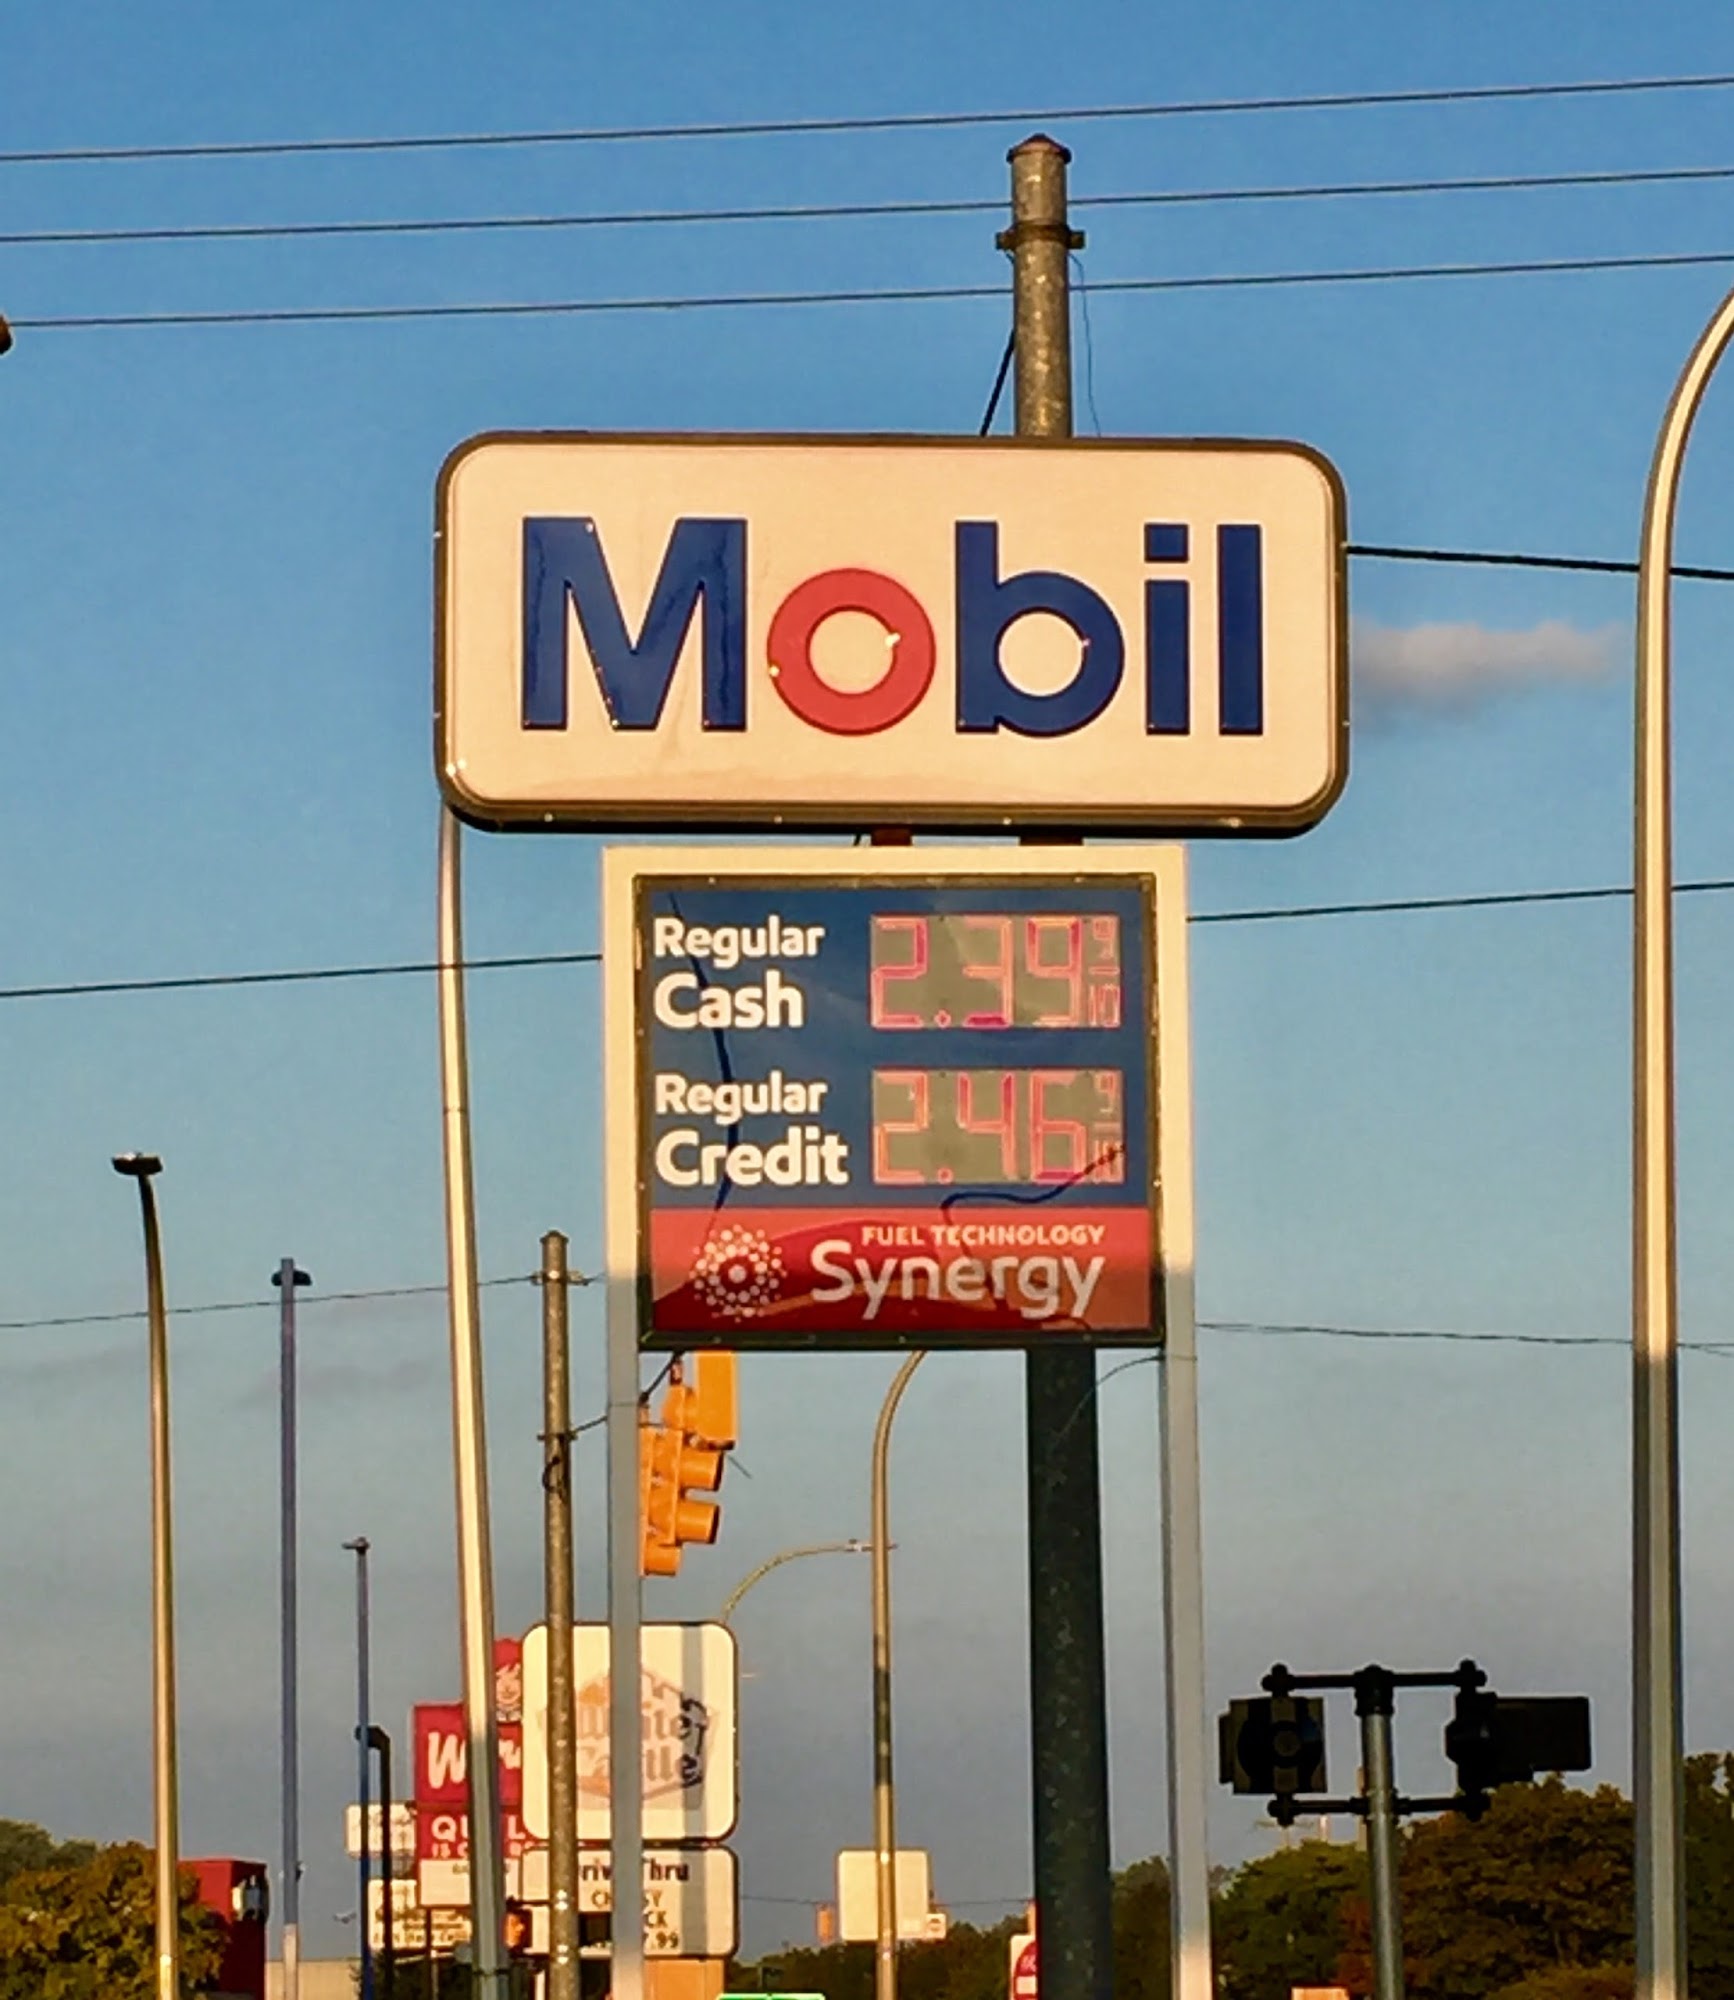 Mobil
Regular
Cash
2.39 9/10
Regular
Credit
2.46 9/10
FUEL TECHNOLOGY
Synergy
White
Castle
Thru
.99